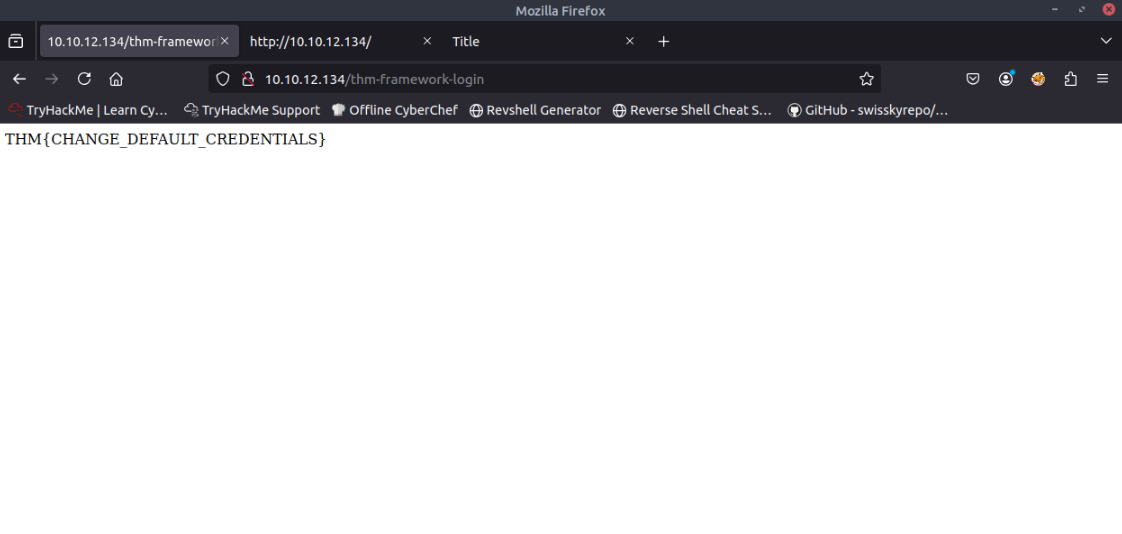 Mozilla Firefox
10.10.12.134/thm-framewor
http://10.10.12.134/
Title
10.10.12.134/thm-framework-login
TryHackMe | Learn Cy…
TryHackMe Support
Offline CyberChef
Revshell Generator
Reverse Shell Cheat S…
GitHub - swisskyrepo/…
THM{CHANGE_DEFAULT_CREDENTIALS}